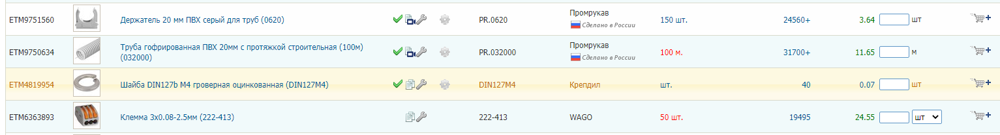 ETM9751560 Держатель 20 мм ПВХ серый для труб (0620) PR.0620 Промрукав 150 шт. 24560+ 3.64 шт
Сделано в России
ETM9750634 Труба гофрированная ПВХ 20мм с протяжкой строительная (100м) PR.032000 Промрукав 100 м. 31700+ 11.65 м
(032000) Сделано в России
ETM4819954 Шайба DIN127b М4 гроверная оцинкованная (DIN127M4) DIN127M4 Крепдил шт. 40 0.07 шт
ETM6363893 Клемма 3х0.08-2.5мм (222-413) 222-413 WAGO 50 шт. 19495 24.55 шт